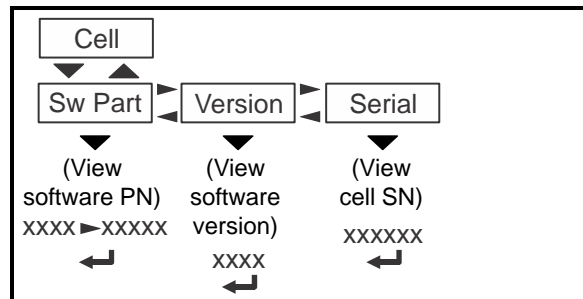 Cell
Sw Part
Version
Serial
(View
software PN)
xxxx ► xxxxx
(View
software
version)
xxxx
(View
cell SN)
xxxxxx